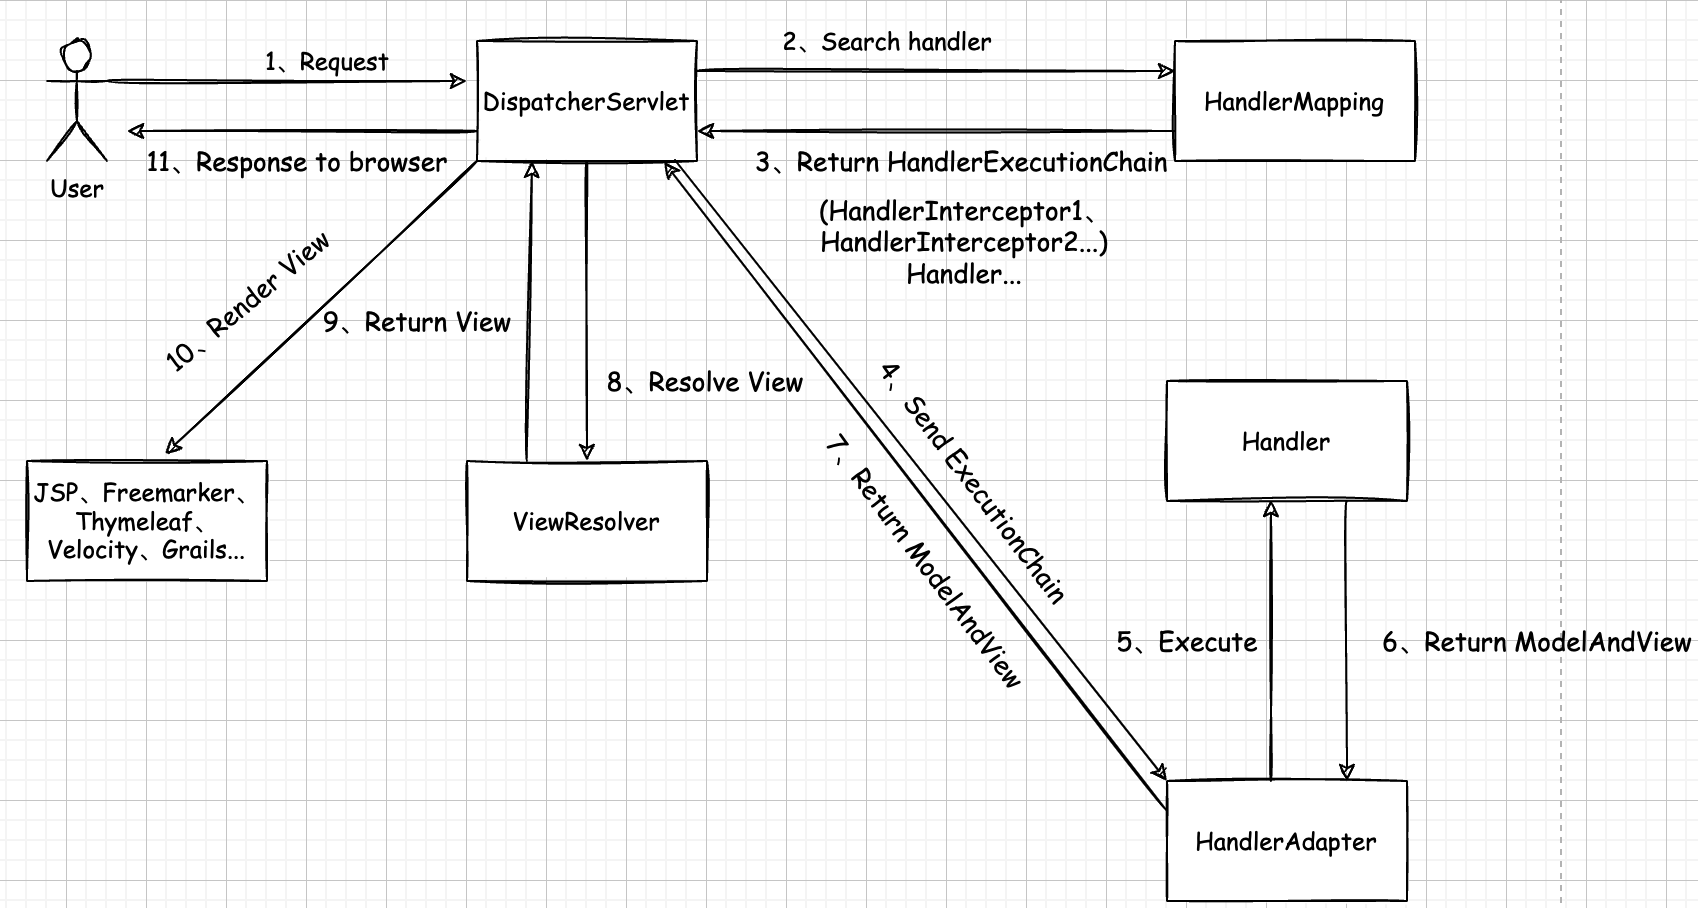 1、Request
DispatcherServlet
2、Search handler
HandlerMapping
11、Response to browser
User
3、Return HandlerExecutionChain
(HandlerInterceptor1、
HandlerInterceptor2...)
Handler...
10、Render View
9、Return View
8、Resolve View
4、Send ExecutionChain
7、Return ModelAndView
Handler
JSP、Freemarker、
Thymeleaf、
Velocity、Grails...
ViewResolver
5、Execute
6、Return ModelAndView
HandlerAdapter